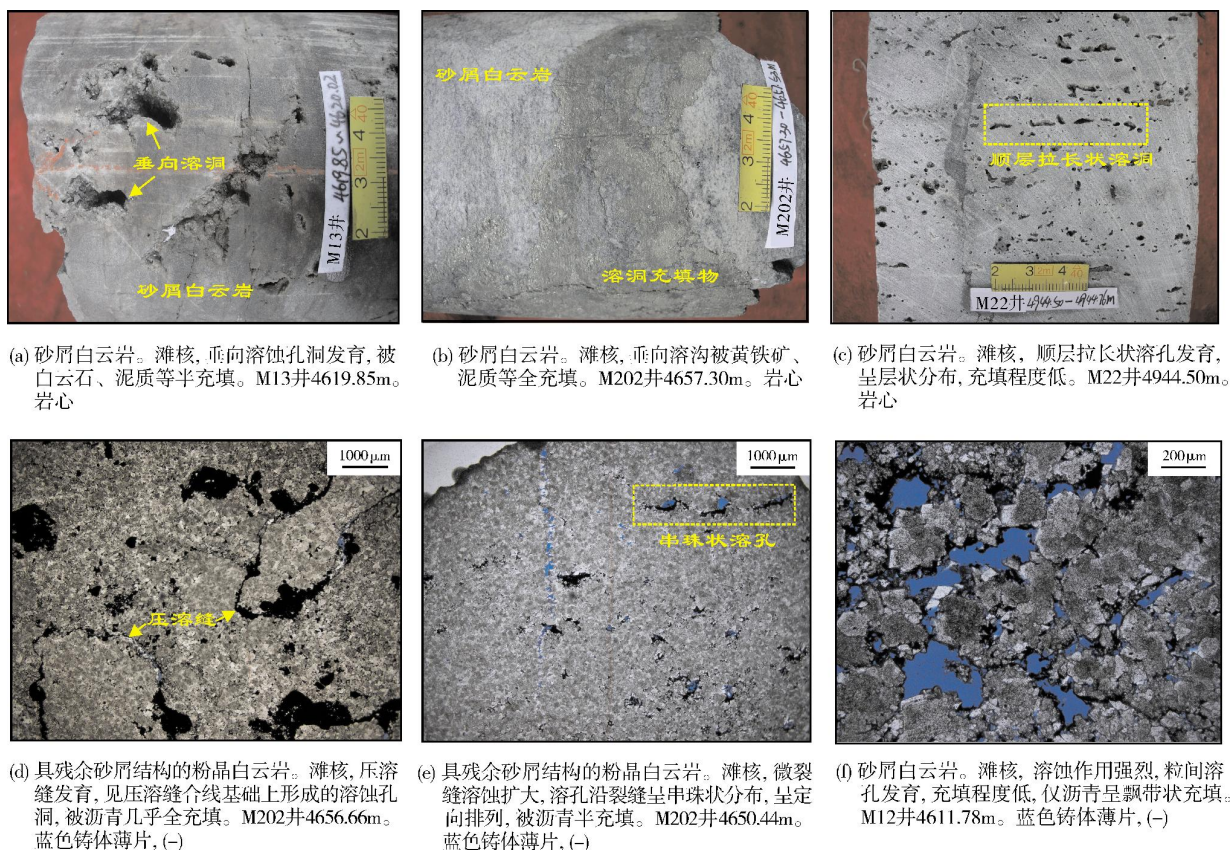 垂向溶洞
砂屑白云岩
M13井 4619.85~4620.02
2 3 4 40
砂屑白云岩
溶洞充填物
M202井 4657.30-4657.52M
2 3 4 40
顺层拉长状溶洞
2 3 4 40
M22井 4944.50-4944.76M
(a) 砂屑白云岩。滩核,垂向溶蚀孔洞发育,被
白云石、泥质等半充填。M13井4619.85m。
岩心
(b) 砂屑白云岩。滩核,垂向溶沟被黄铁矿、
泥质等全充填。M202井4657.30m。岩心
(c) 砂屑白云岩。滩核,顺层拉长状溶孔发育,
呈层状分布,充填程度低。M22井4944.50m。
岩心
1000μm
压溶缝
1000μm
串珠状溶孔
200μm
(d) 具残余砂屑结构的粉晶白云岩。滩核,压溶
缝发育,见压溶缝合线基础上形成的溶蚀孔
洞,被沥青几乎全充填。M202井4656.66m。
蓝色铸体薄片,(-)
(e) 具残余砂屑结构的粉晶白云岩。滩核,微裂
缝溶蚀扩大,溶孔沿裂缝呈串珠状分布,呈定
向排列,被沥青半充填。M202井4650.44m。
蓝色铸体薄片,(-)
(f) 砂屑白云岩。滩核,溶蚀作用强烈,粒间溶
孔发育,充填程度低,仅沥青呈飘带状充填。
M12井4611.78m。蓝色铸体薄片,(-)